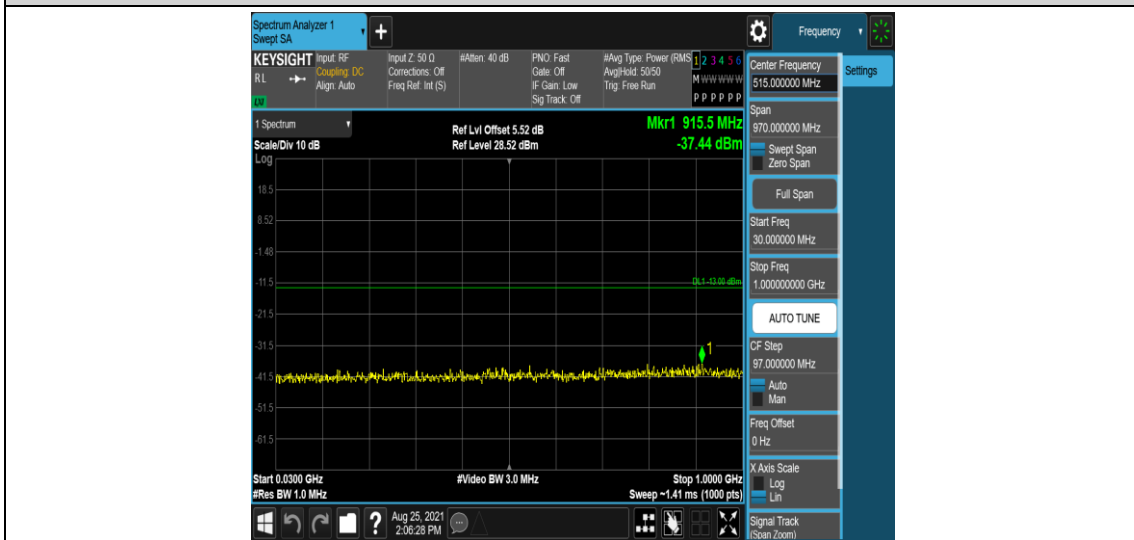 Spectrum Analyzer 1
Swept SA
+
Frequency
KEYSIGHT
RL
LXI
Input: RF
Coupling: DC
Align: Auto
Input Z: 50 Ω
Corrections: Off
Freq Ref: Int (S)
#Atten: 40 dB
PNO: Fast
Gate: Off
IF Gain: Low
Sig Track: Off
#Avg Type: Power (RMS
Avg|Hold: 50/50
Trig: Free Run
1 2 3 4 5 6
M W W W W W
P P P P P P
Center Frequency
515.000000 MHz
Settings
Span
970.000000 MHz
Swept Span
Zero Span
Full Span
Start Freq
30.000000 MHz
Stop Freq
1.000000000 GHz
AUTO TUNE
CF Step
97.000000 MHz
Auto
Man
Freq Offset
0 Hz
X Axis Scale
Log
Lin
Signal Track
(Span Zoom)
1 Spectrum
Scale/Div 10 dB
Ref Lvl Offset 5.52 dB
Ref Level 28.52 dBm
Mkr1 915.5 MHz
-37.44 dBm
Log
18.5
8.52
-1.48
-11.5
DL1 -13.00 dBm
-21.5
-31.5
1
-41.5
-51.5
-61.5
Start 0.0300 GHz
#Video BW 3.0 MHz
Stop 1.0000 GHz
#Res BW 1.0 MHz
Sweep ~1.41 ms (1000 pts)
?
Aug 25, 2021
2:06:28 PM